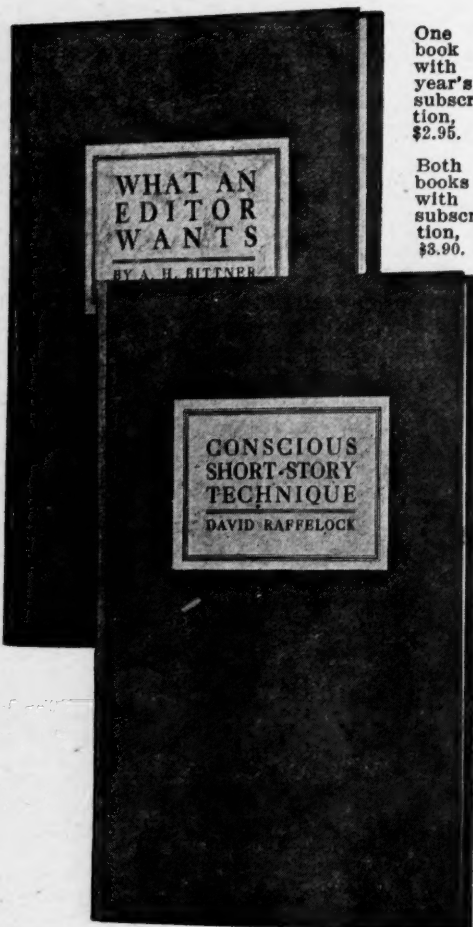 One
book
with
year's
subscr
tion,
$2.95.
Both
books
with
subscr
tion,
$3.90.
WHAT AN
EDITOR
WANTS
BY A. H. BITTNER
CONSCIOUS
SHORT-STORY
TECHNIQUE
DAVID RAFFELOCK